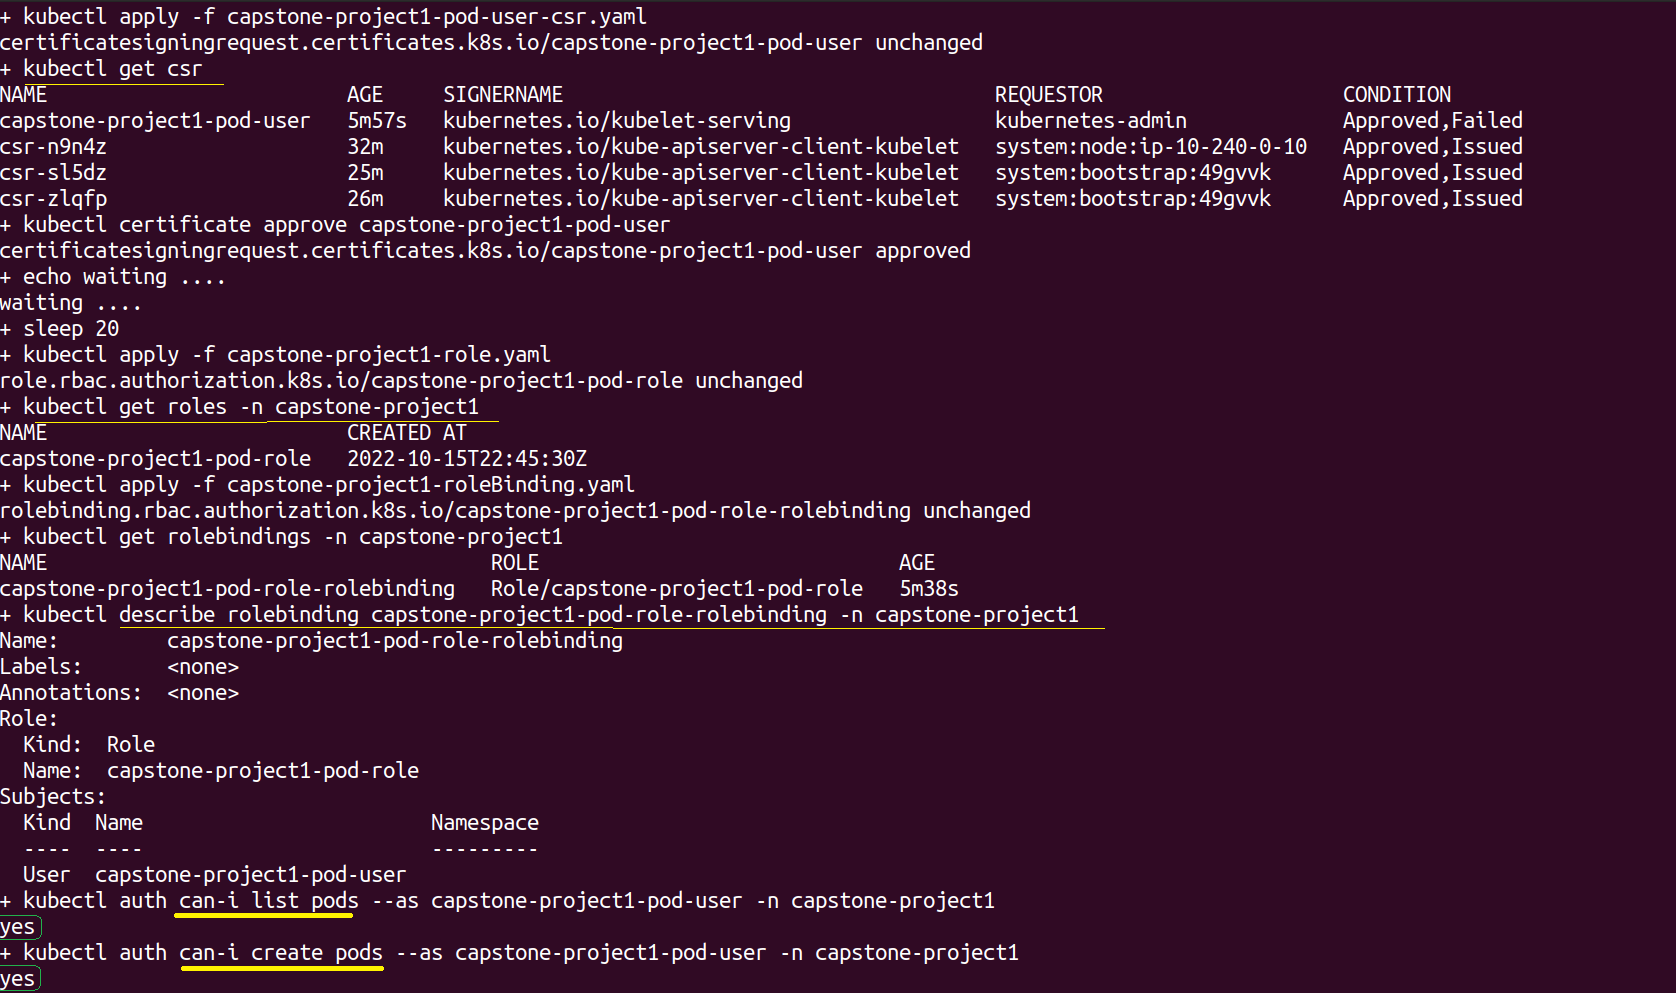 + kubectl apply -f capstone-project1-pod-user-csr.yaml
certificatesigningrequest.certificates.k8s.io/capstone-project1-pod-user unchanged
+ kubectl get csr
NAME                         AGE     SIGNERNAME                                    REQUESTOR                    CONDITION
capstone-project1-pod-user   5m57s   kubernetes.io/kubelet-serving                 kubernetes-admin             Approved,Failed
csr-n9n4z                    32m     kubernetes.io/kube-apiserver-client-kubelet   system:node:ip-10-240-0-10   Approved,Issued
csr-sl5dz                    25m     kubernetes.io/kube-apiserver-client-kubelet   system:bootstrap:49gvvk      Approved,Issued
csr-zlqfp                    26m     kubernetes.io/kube-apiserver-client-kubelet   system:bootstrap:49gvvk      Approved,Issued
+ kubectl certificate approve capstone-project1-pod-user
certificatesigningrequest.certificates.k8s.io/capstone-project1-pod-user approved
+ echo waiting ....
waiting ....
+ sleep 20
+ kubectl apply -f capstone-project1-role.yaml
role.rbac.authorization.k8s.io/capstone-project1-pod-role unchanged
+ kubectl get roles -n capstone-project1
NAME                         CREATED AT
capstone-project1-pod-role   2022-10-15T22:45:30Z
+ kubectl apply -f capstone-project1-roleBinding.yaml
rolebinding.rbac.authorization.k8s.io/capstone-project1-pod-role-rolebinding unchanged
+ kubectl get rolebindings -n capstone-project1
NAME                                     ROLE                              AGE
capstone-project1-pod-role-rolebinding   Role/capstone-project1-pod-role   5m38s
+ kubectl describe rolebinding capstone-project1-pod-role-rolebinding -n capstone-project1
Name:         capstone-project1-pod-role-rolebinding
Labels:       <none>
Annotations:  <none>
Role:
  Kind:  Role
  Name:  capstone-project1-pod-role
Subjects:
  Kind  Name                        Namespace
  ----  ----                        ---------
  User  capstone-project1-pod-user
+ kubectl auth can-i list pods --as capstone-project1-pod-user -n capstone-project1
yes
+ kubectl auth can-i create pods --as capstone-project1-pod-user -n capstone-project1
yes